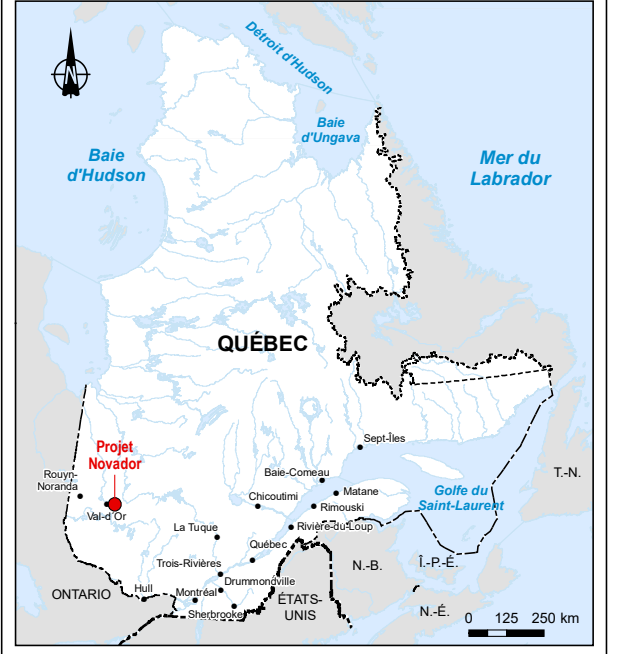 Détroit d'Hudson
N
Baie
d'Ungava
Baie
d'Hudson
Mer du
Labrador
QUÉBEC
Projet
Novador
Sept-Îles
Rouyn-
Noranda
Baie-Comeau
T.-N.
Chicoutimi
Matane
Golfe du
Saint-Laurent
Val-d'Or
Rimouski
La Tuque
Rivière-du-Loup
Québec
Trois-Rivières
N.-B.
Î.-P.-É.
Drummondville
ONTARIO
Hull
Montréal
ÉTATS-
UNIS
Sherbrooke
N.-É.
0 125 250 km